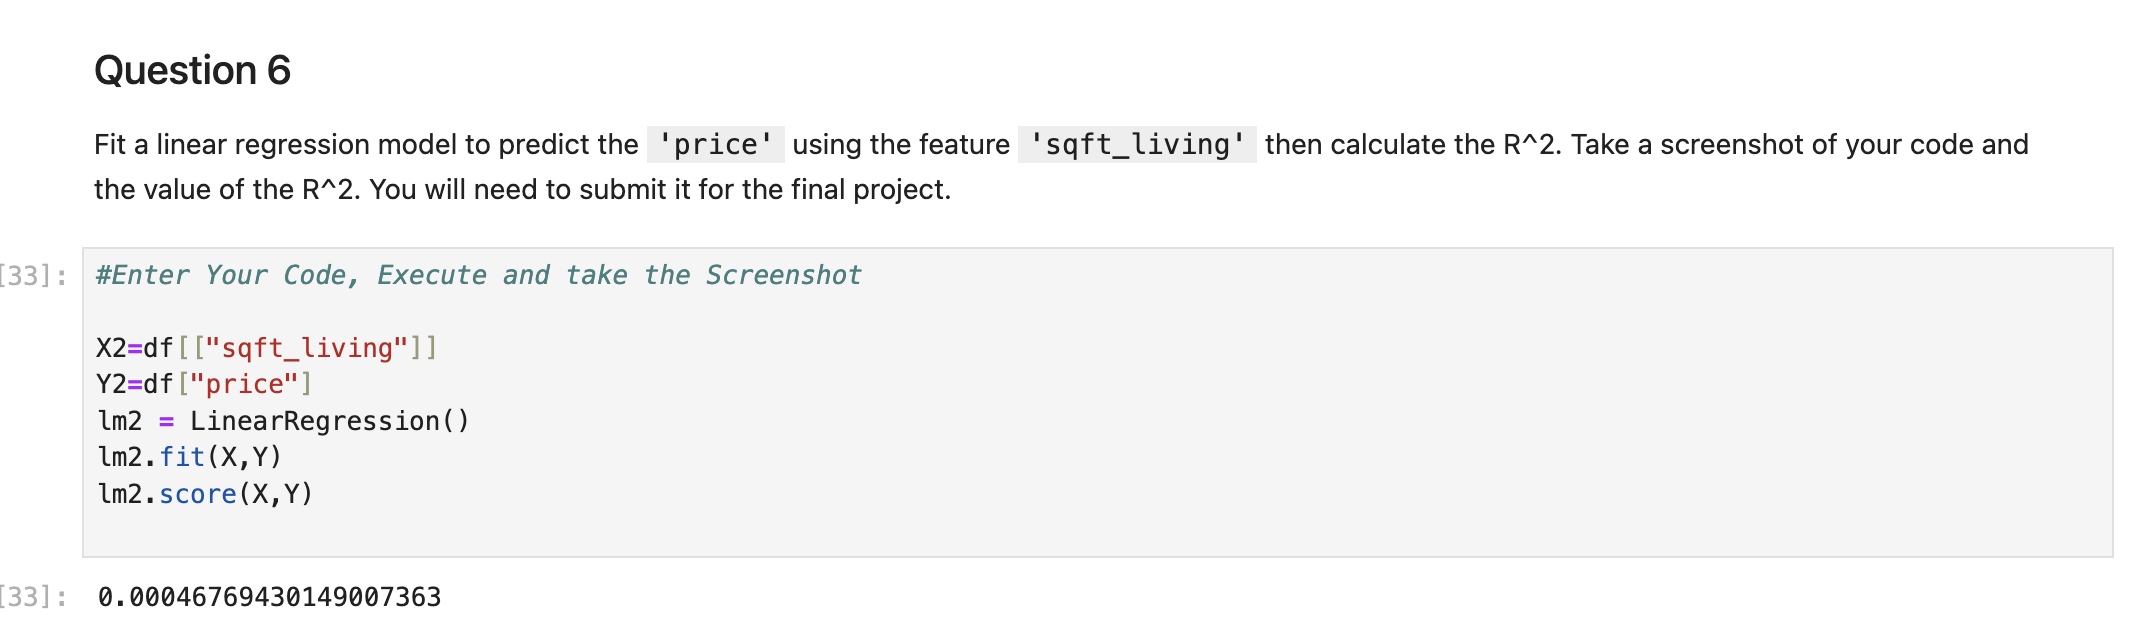 Question 6
Fit a linear regression model to predict the 'price' using the feature 'sqft_living' then calculate the R^2. Take a screenshot of your code and
the value of the R^2. You will need to submit it for the final project.
[33]: #Enter Your Code, Execute and take the Screenshot
X2=df[["sqft_living"]]
Y2=df["price"]
lm2 = LinearRegression()
lm2.fit(X,Y)
lm2.score(X,Y)
[33]: 0.00046769430149007363